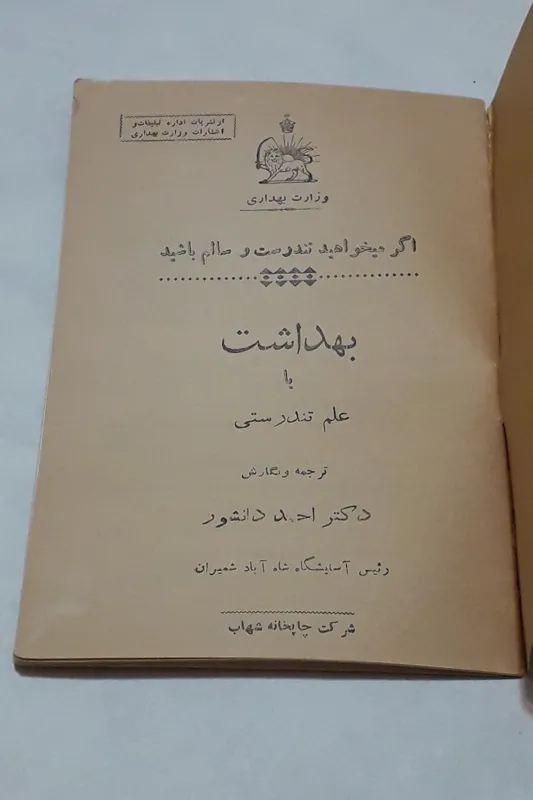 از نشریات اداره تبلیغات و
انتشارات وزارت بهداری
وزارت بهداری
اگر میخواهید تندرست و سالم باشید
بهداشت
یا
علم تندرستی
ترجمه و نگارش
دکتر احمد دانشور
رئیس آسایشگاه شاه آباد شمیران
شرکت چاپخانه شهاب